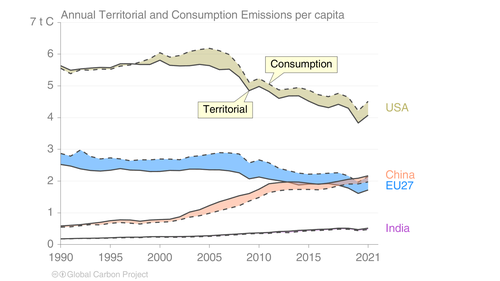 Annual Territorial and Consumption Emissions per capita
7 t C
6
5
4
3
2
1
0
Consumption
Territorial
USA
China
EU27
India
1990
1995
2000
2005
2010
2015
2021
Global Carbon Project